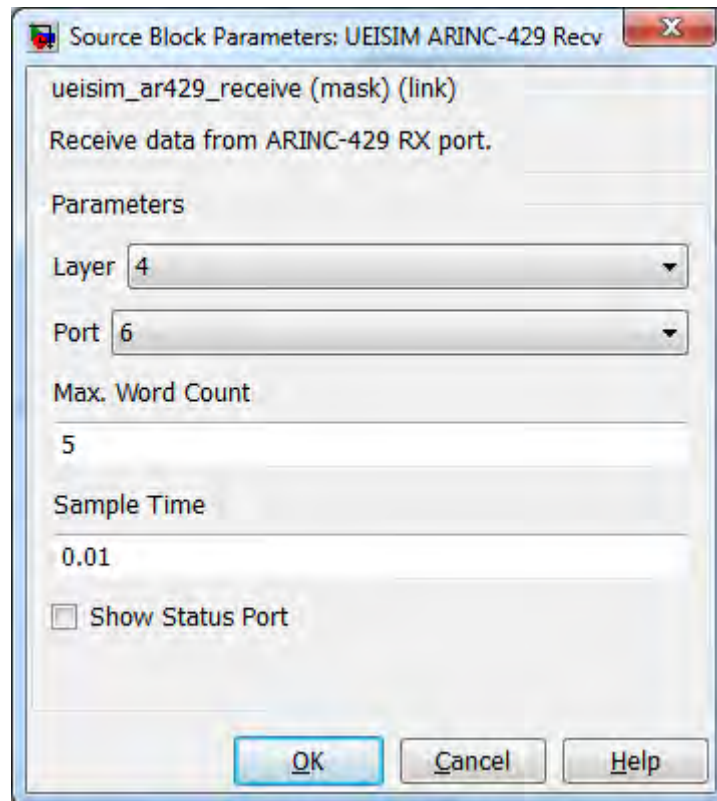 Source Block Parameters: UEISIM ARINC-429 Recv
ueisim_ar429_receive (mask) (link)
Receive data from ARINC-429 RX port.
Parameters
Layer 4
Port 6
Max. Word Count
5
Sample Time
0.01
Show Status Port
OK Cancel Help